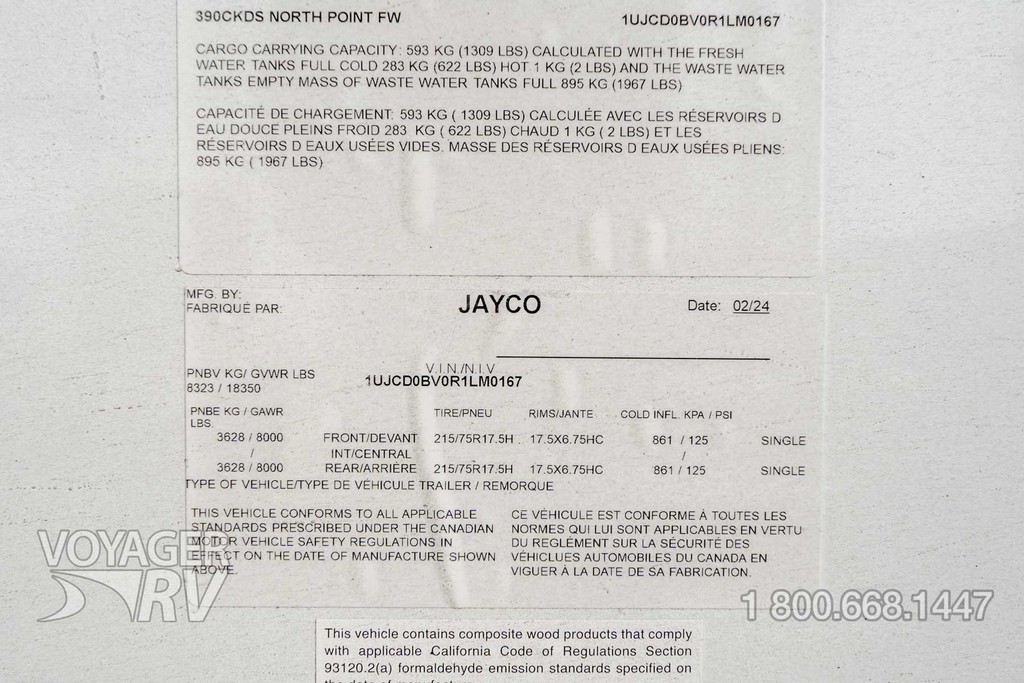 390CKDS NORTH POINT FW 1UJCD0BV0R1LM0167
CARGO CARRYING CAPACITY: 593 KG (1309 LBS) CALCULATED WITH THE FRESH
WATER TANKS FULL COLD 283 KG (622 LBS) HOT 1 KG (2 LBS) AND THE WASTE WATER
TANKS EMPTY MASS OF WASTE WATER TANKS FULL 895 KG (1967 LBS)
CAPACITÉ DE CHARGEMENT: 593 KG ( 1309 LBS) CALCULÉE AVEC LES RÉSERVOIRS D
EAU DOUCE PLEINS FROID 283 KG ( 622 LBS) CHAUD 1 KG ( 2 LBS) ET LES
RÉSERVOIRS D EAUX USÉES VIDES. MASSE DES RÉSERVOIRS D EAUX USÉES PLIENS:
895 KG ( 1967 LBS)
MFG. BY: JAYCO Date: 02/24
FABRIQUÉ PAR:
V.I.N./N.I.V
PNBV KG/ GVWR LBS 1UJCD0BV0R1LM0167
8323 / 18350
PNBE KG / GAWR TIRE/PNEU RIMS/JANTE COLD INFL. KPA / PSI
LBS.
3628 / 8000 FRONT/DEVANT 215/75R17.5H 17.5X6.75HC 861 / 125 SINGLE
/ INT/CENTRAL /
3628 / 8000 REAR/ARRIÈRE 215/75R17.5H 17.5X6.75HC 861 / 125 SINGLE
TYPE OF VEHICLE/TYPE DE VÉHICULE TRAILER / REMORQUE
THIS VEHICLE CONFORMS TO ALL APPLICABLE
STANDARDS PRESCRIBED UNDER THE CANADIAN
MOTOR VEHICLE SAFETY REGULATIONS IN
EFFECT ON THE DATE OF MANUFACTURE SHOWN
ABOVE.
CE VÉHICULE EST CONFORME À TOUTES LES
NORMES QUI LUI SONT APPLICABLES EN VERTU
DU REGLÉMENT SUR LA SÉCURITÉ DES
VÉHICLUES AUTOMOBILES DU CANADA EN
VIGUER À LA DATE DE SA FABRICATION.
VOYAGER
RV
1 800.668.1447
This vehicle contains composite wood products that comply
with applicable California Code of Regulations Section
93120.2(a) formaldehyde emission standards specified on